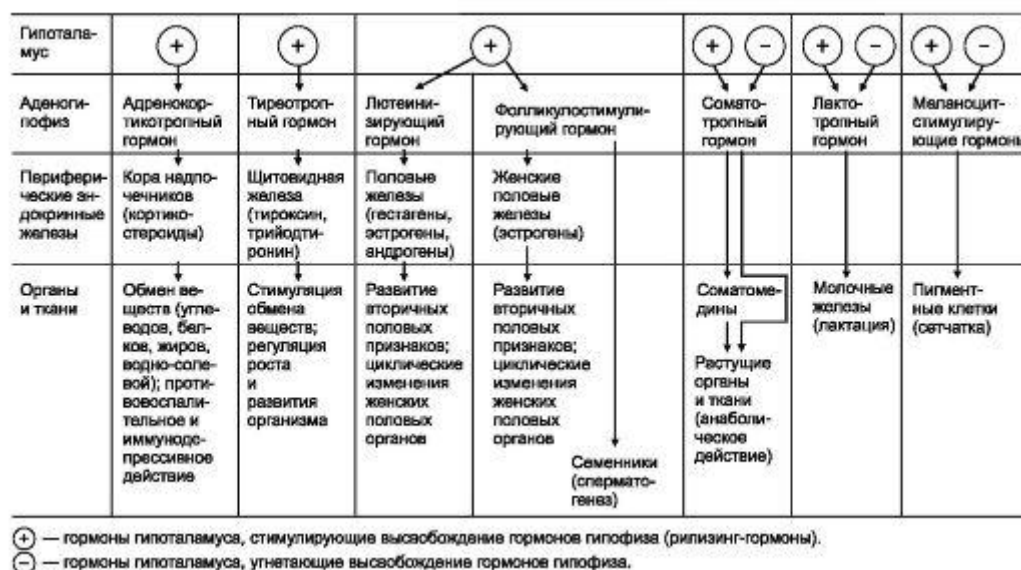 Гипотала-
мус
+
+
+
+
−
+
−
+
−
Аденоги-
пофиз
Адренокор-
тикотропный
гормон
Тиреотроп-
ный гормон
Лютеини-
зирующий
гормон
Фолликулостимули-
рующий гормон
Сомато-
тропный
гормон
Лакто-
тропный
гормон
Меланоцит-
стимулиру-
ющие гормоны
Перифери-
ческие эн-
докринные
железы
Кора надпо-
чечников
(кортико-
стероиды)
Щитовидная
железа
(тироксин,
трийодти-
ронин)
Половые
железы
(гестагены,
эстрогены,
андрогены)
Женские
половые
железы
(эстрогены)
Органы
и ткани
Обмен ве-
ществ (угле-
водов, бел-
ков, жиров,
водно-соле-
вой); проти-
вовоспали-
тельное и
иммуноде-
прессивное
действие
Стимуляция
обмена
веществ;
регуляция
роста
и
развития
организма
Развитие
вторичных
половых
признаков;
циклические
изменения
женских
половых
органов
Развитие
вторичных
половых
признаков;
циклические
изменения
женских
половых
органов
Семенники
(спермато-
генез)
Соматоме-
дины
Растущие
органы
и ткани
(анаболи-
ческое
действие)
Молочные
железы
(лактация)
Пигмент-
ные клетки
(сетчатка)
+ — гормоны гипоталамуса, стимулирующие высвобождение гормонов гипофиза (рилизинг-гормоны).
− — гормоны гипоталамуса, угнетающие высвобождение гормонов гипофиза.